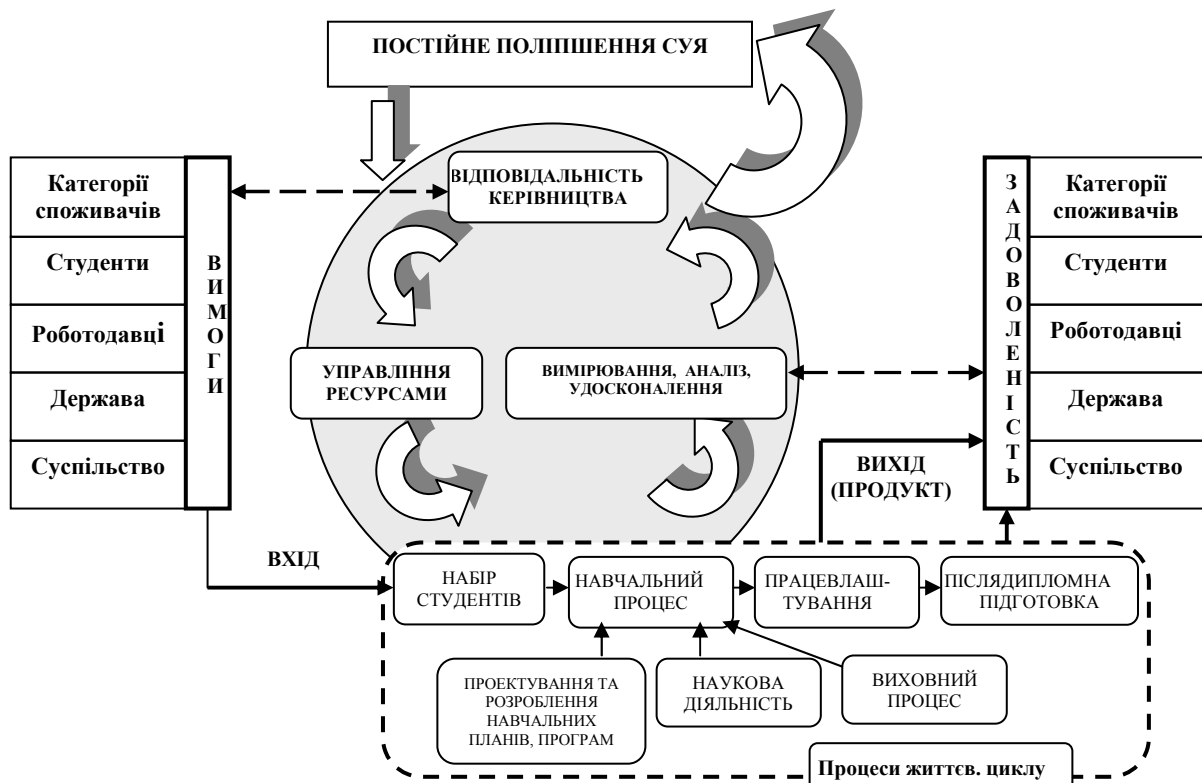 ПОСТІЙНЕ ПОЛІПШЕННЯ СУЯ
Категорії
споживачів
Студенти
Роботодавці
Держава
Суспільство
ВИМОГИ
ВІДПОВІДАЛЬНІСТЬ
КЕРІВНИЦТВА
УПРАВЛІННЯ
РЕСУРСАМИ
ВИМІРЮВАННЯ, АНАЛІЗ,
УДОСКОНАЛЕННЯ
ЗАДОВОЛЕНІСТЬ
Категорії
споживачів
Студенти
Роботодавці
Держава
Суспільство
ВИХІД
(ПРОДУКТ)
ВХІД
НАБІР
СТУДЕНТІВ
НАВЧАЛЬНИЙ
ПРОЦЕС
ПРАЦЕВЛАШ-
ТУВАННЯ
ПІСЛЯДИПЛОМНА
ПІДГОТОВКА
ПРОЕКТУВАННЯ ТА
РОЗРОБЛЕННЯ
НАВЧАЛЬНИХ
ПЛАНІВ, ПРОГРАМ
НАУКОВА
ДІЯЛЬНІСТЬ
ВИХОВНИЙ
ПРОЦЕС
Процеси життєв. циклу